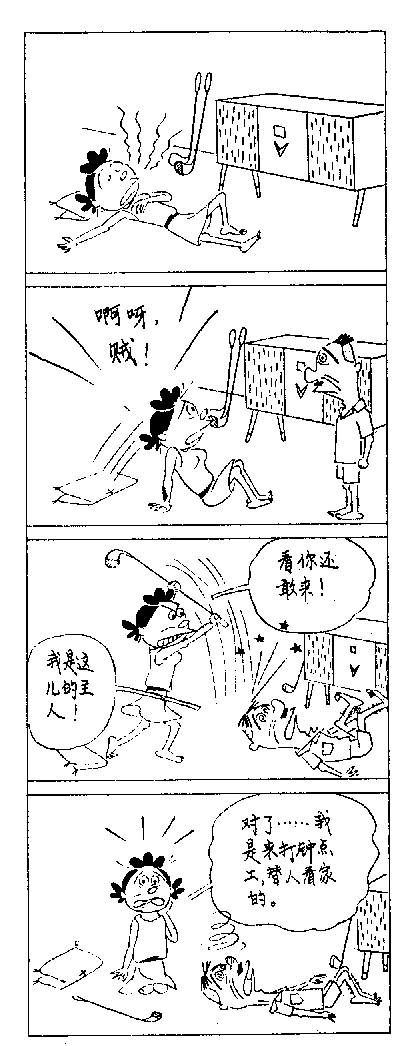 啊呀，
贼！
看你还
敢来！
我是这
儿的主
人！
对了……我
是来打钟点
工，替人看家
的。